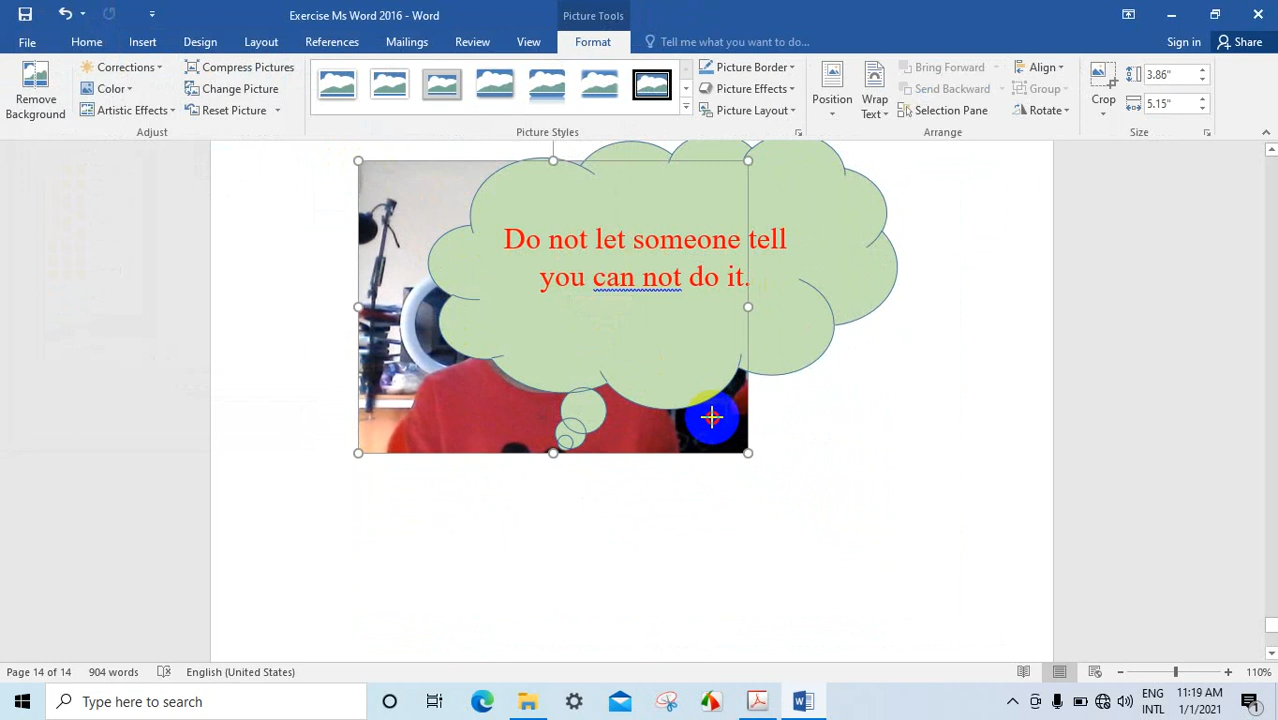 Exercise Ms Word 2016 - Word
Picture Tools
File Home Insert Design Layout References Mailings Review View Format Tell me what you want to do... Sign in Share
Remove Background
Corrections
Color
Artistic Effects
Compress Pictures
Change Picture
Reset Picture
Adjust
Picture Styles
Picture Border
Picture Effects
Picture Layout
Position
Wrap Text
Bring Forward
Send Backward
Selection Pane
Align
Group
Rotate
Arrange
Crop
3.86"
5.15"
Size
Do not let someone tell
you can not do it.
Page 14 of 14 904 words English (United States) 110%
Type here to search
ENG
INTL
11:19 AM
1/1/2021
1